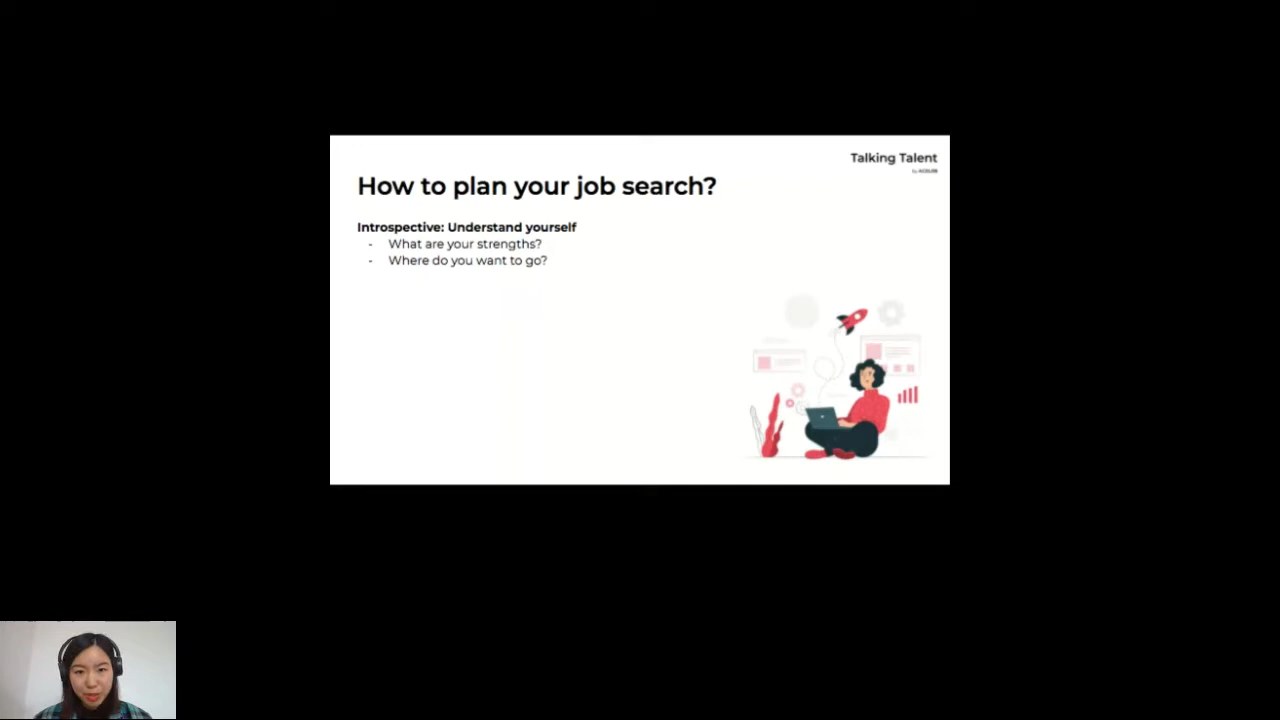 Talking Talent
How to plan your job search?
Introspective: Understand yourself
- What are your strengths?
- Where do you want to go?